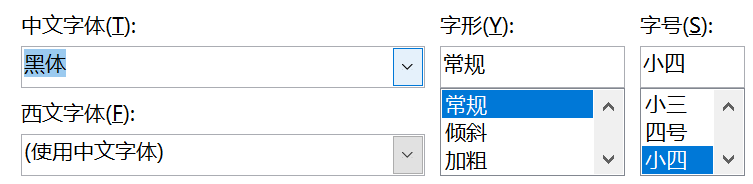 中文字体(T): 字形(Y): 字号(S):
黑体 常规 小四
常规 小三
西文字体(F): 倾斜 四号
(使用中文字体) 加粗 小四